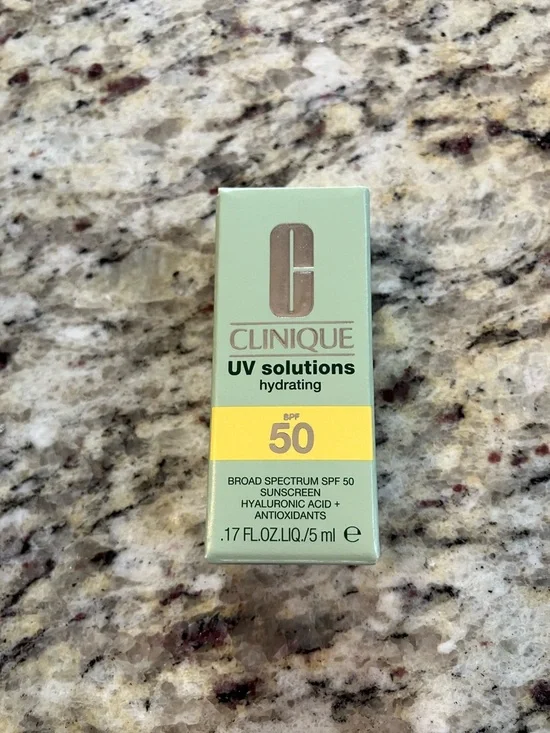 C
CLINIQUE
UV solutions
hydrating
SPF
50
BROAD SPECTRUM SPF 50
SUNSCREEN
HYALURONIC ACID +
ANTIOXIDANTS
.17 FL.OZ.LIQ./5 ml ℮